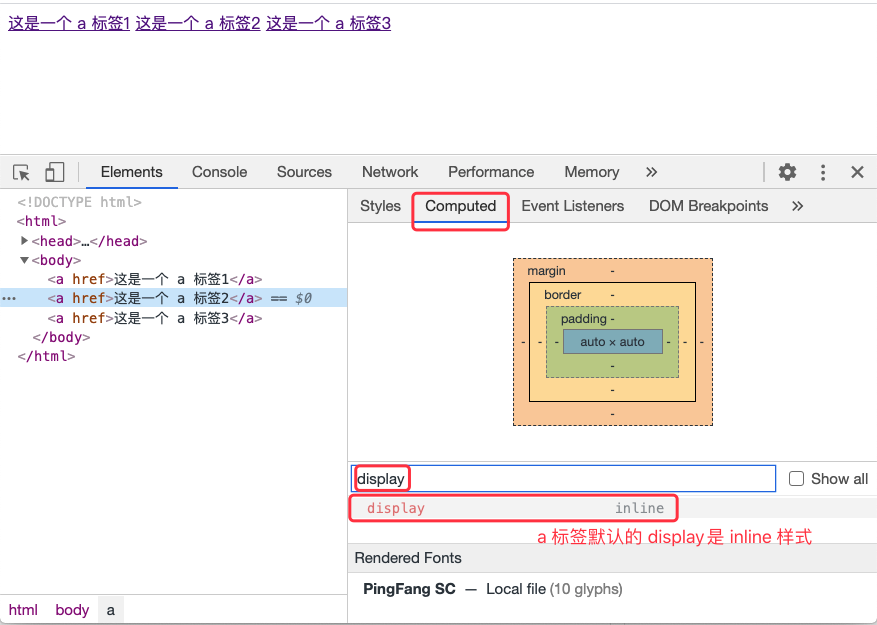 这是一个 a 标签1 这是一个 a 标签2 这是一个 a 标签3
Elements Console Sources Network Performance Memory »
<!DOCTYPE html>
<html>
<head>…</head>
<body>
<a href>这是一个 a 标签1</a>
<a href>这是一个 a 标签2</a> == $0
<a href>这是一个 a 标签3</a>
</body>
</html>
html body a
Styles Computed Event Listeners DOM Breakpoints »
margin -
border -
padding -
- - - auto × auto - - -
-
-
-
display Show all
display inline
a 标签默认的 display 是 inline 样式
Rendered Fonts
PingFang SC — Local file (10 glyphs)